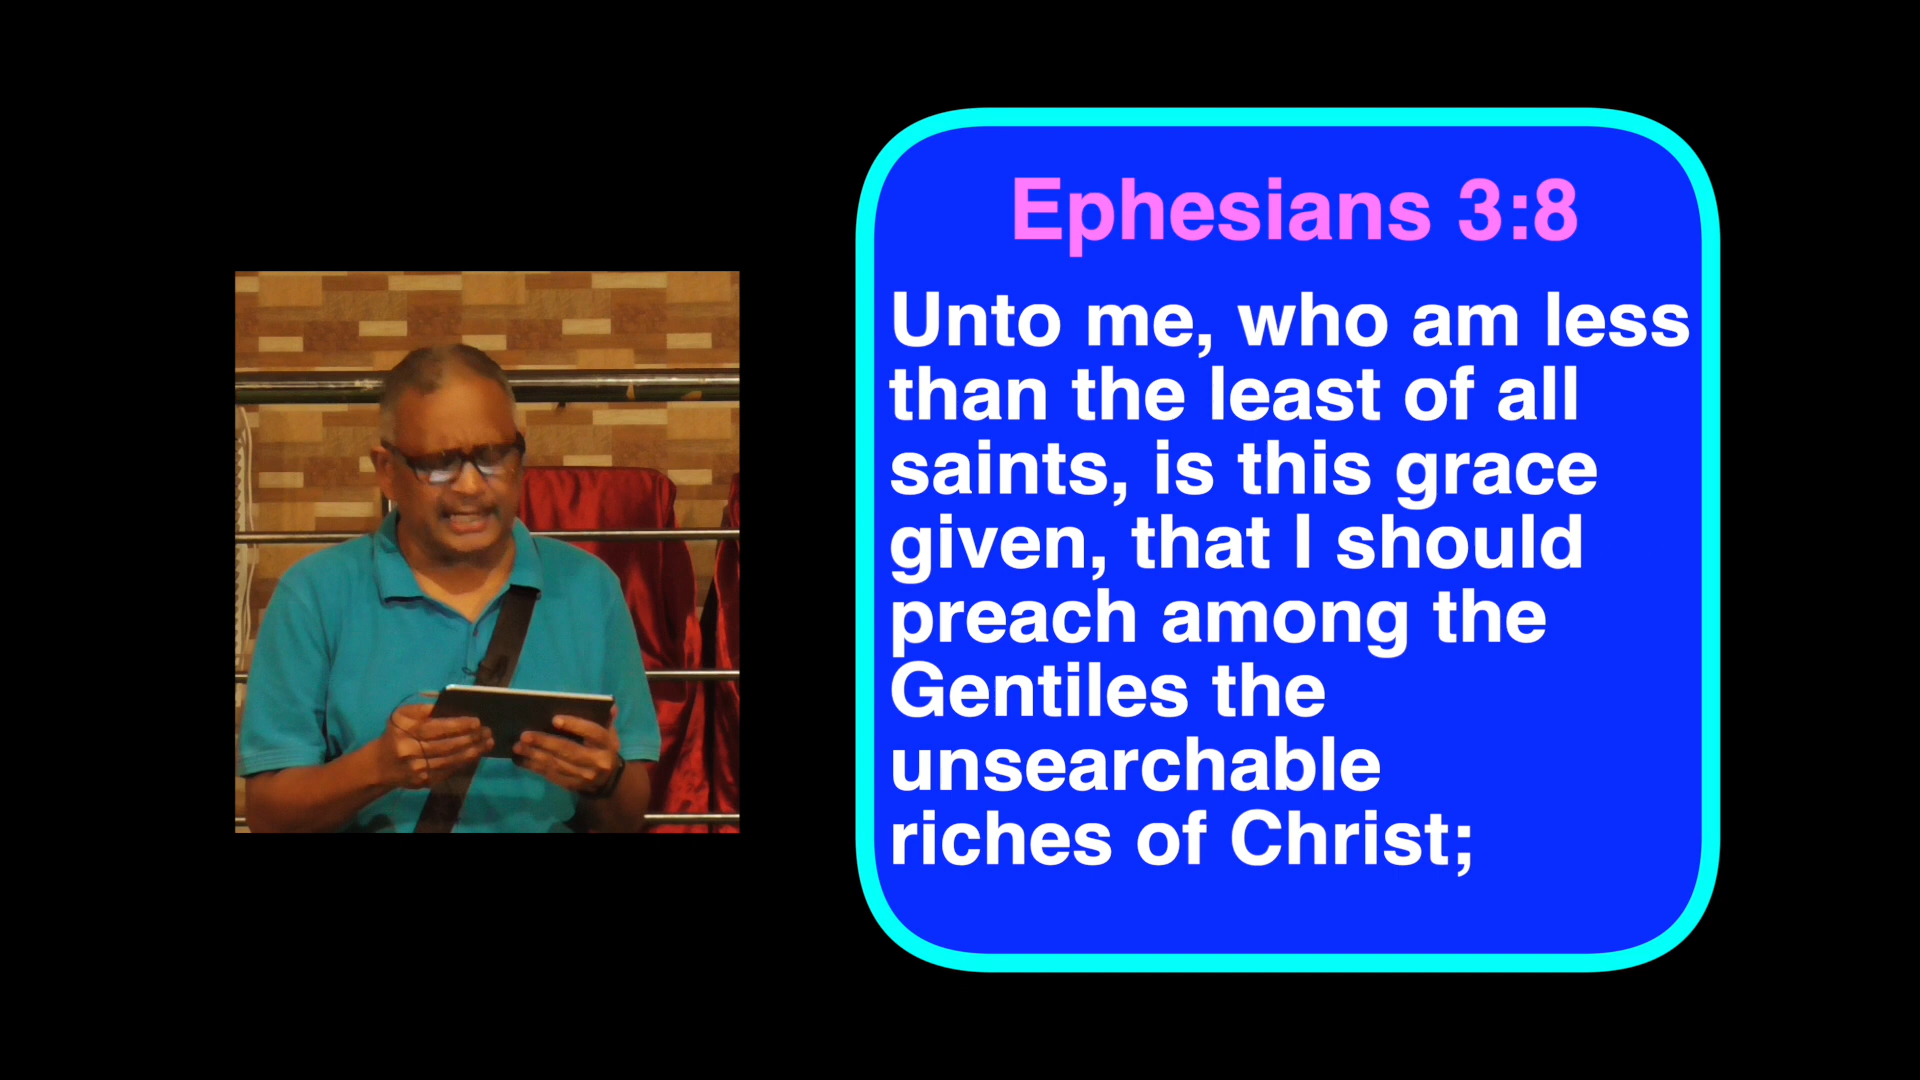 Ephesians 3:8
Unto me, who am less
than the least of all
saints, is this grace
given, that I should
preach among the
Gentiles the
unsearchable
riches of Christ;